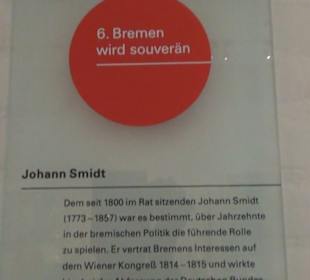 6. Bremen
wird souverän
Johann Smidt
Dem seit 1800 im Rat sitzenden Johann Smidt
(1773–1857) war es bestimmt, über Jahrzehnte
in der bremischen Politik die führende Rolle
zu spielen. Er vertrat Bremens Interessen auf
dem Wiener Kongreß 1814–1815 und wirkte